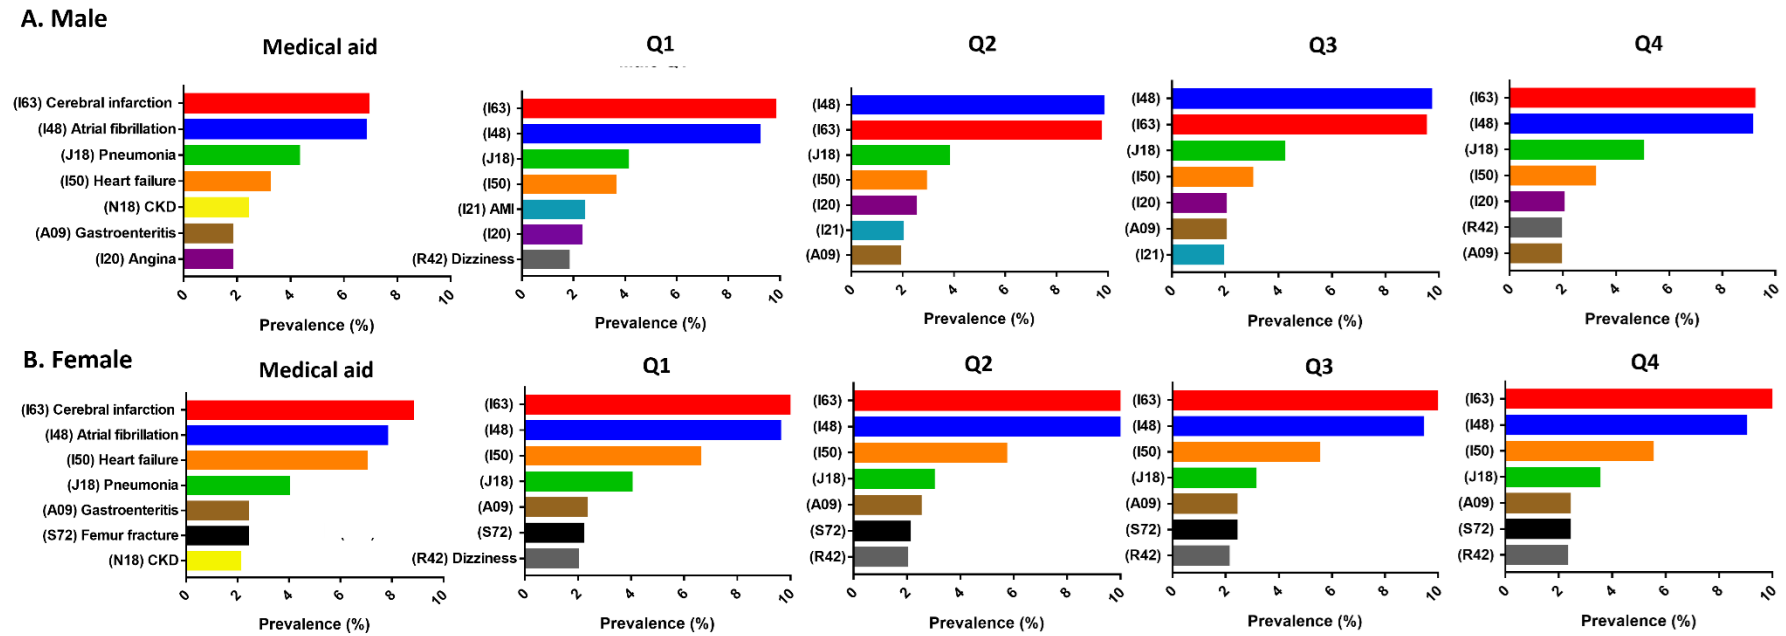 A. Male
Medical aid
(I63) Cerebral infarction
(I48) Atrial fibrillation
(J18) Pneumonia
(I50) Heart failure
(N18) CKD
(A09) Gastroenteritis
(I20) Angina
0 2 4 6 8 10
Prevalence (%)
Q1
(I63)
(I48)
(J18)
(I50)
(I21) AMI
(I20)
(R42) Dizziness
0 2 4 6 8 10
Prevalence (%)
Q2
(I48)
(I63)
(J18)
(I50)
(I20)
(I21)
(A09)
0 2 4 6 8 10
Prevalence (%)
Q3
(I48)
(I63)
(J18)
(I50)
(I20)
(A09)
(I21)
0 2 4 6 8 10
Prevalence (%)
Q4
(I63)
(I48)
(J18)
(I50)
(I20)
(R42)
(A09)
0 2 4 6 8 10
Prevalence (%)
B. Female
Medical aid
(I63) Cerebral infarction
(I48) Atrial fibrillation
(I50) Heart failure
(J18) Pneumonia
(A09) Gastroenteritis
(S72) Femur fracture
(N18) CKD
0 2 4 6 8 10
Prevalence (%)
Q1
(I63)
(I48)
(I50)
(J18)
(A09)
(S72)
(R42) Dizziness
0 2 4 6 8 10
Prevalence (%)
Q2
(I63)
(I48)
(I50)
(J18)
(A09)
(S72)
(R42)
0 2 4 6 8 10
Prevalence (%)
Q3
(I63)
(I48)
(I50)
(J18)
(A09)
(S72)
(R42)
0 2 4 6 8 10
Prevalence (%)
Q4
(I63)
(I48)
(I50)
(J18)
(A09)
(S72)
(R42)
0 2 4 6 8 10
Prevalence (%)